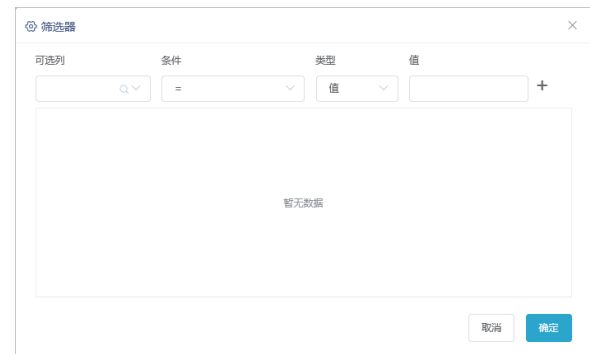 筛选器
可选列 条件 类型 值
= 值
暂无数据
取消 确定